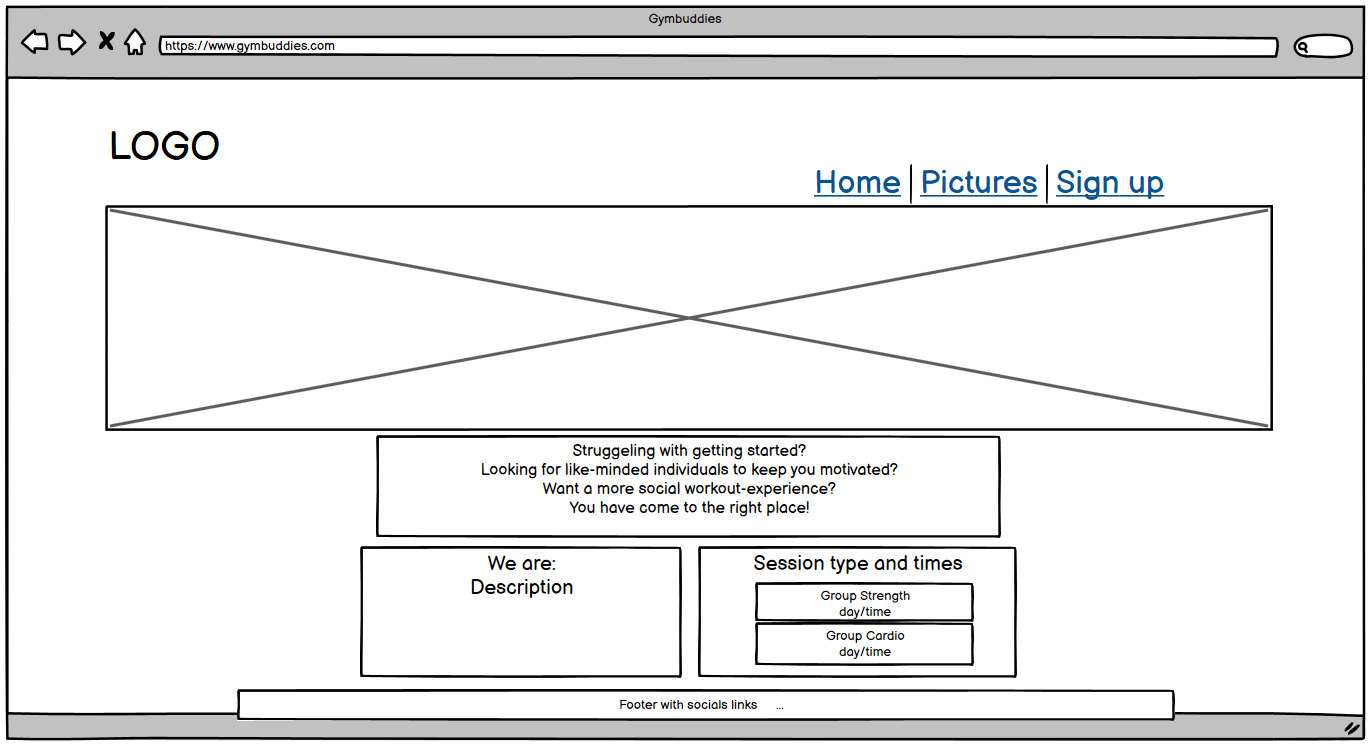 Gymbuddies
https://www.gymbuddies.com
LOGO
Home Pictures Sign up
Struggeling with getting started?
Looking for like-minded individuals to keep you motivated?
Want a more social workout-experience?
You have come to the right place!
We are:
Description
Session type and times
Group Strength
day/time
Group Cardio
day/time
Footer with socials links ...